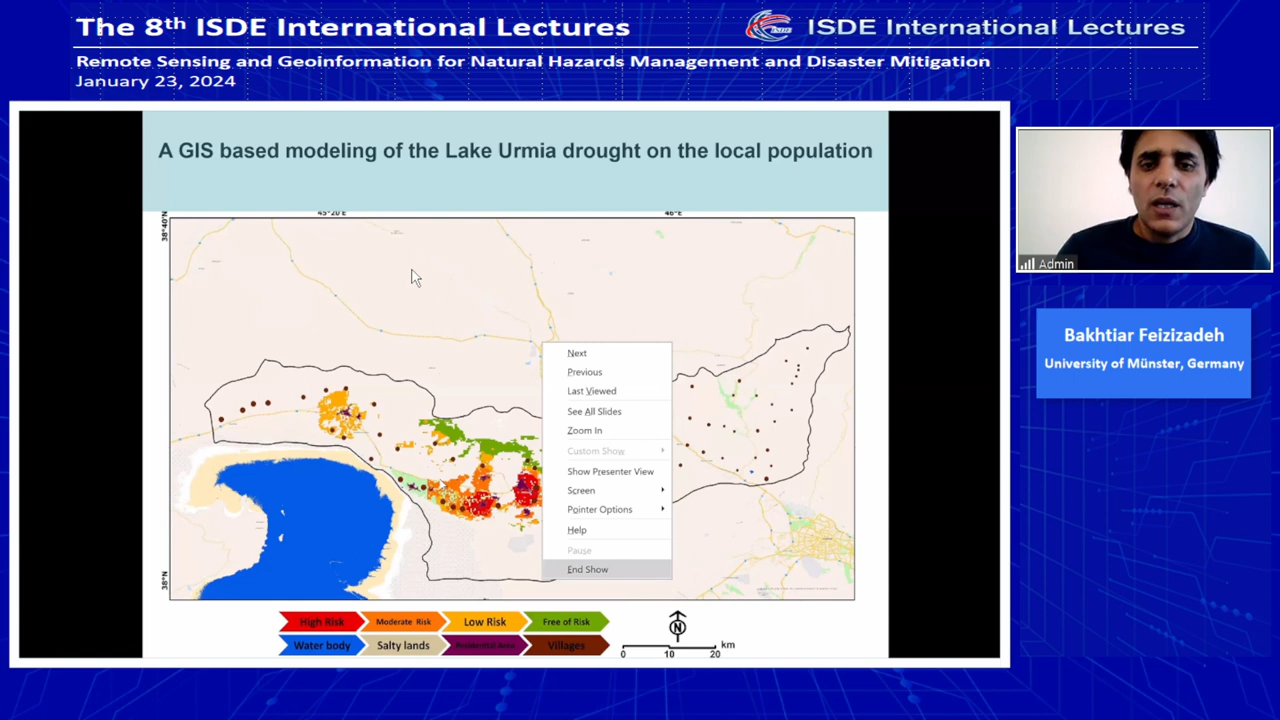 The 8th ISDE International Lectures
ISDE
ISDE International Lectures
Remote Sensing and Geoinformation for Natural Hazards Management and Disaster Mitigation
January 23, 2024
A GIS based modeling of the Lake Urmia drought on the local population
45°20'E
46°E
38°40'N
38°N
Next
Previous
Last Viewed
See All Slides
Zoom In
Custom Show
Show Presenter View
Screen
Pointer Options
Help
Pause
End Show
High Risk
Moderate Risk
Low Risk
Free of Risk
Water body
Salty lands
Residential Area
Villages
N
0 10 20 km
Admin
Bakhtiar Feizizadeh
University of Münster, Germany